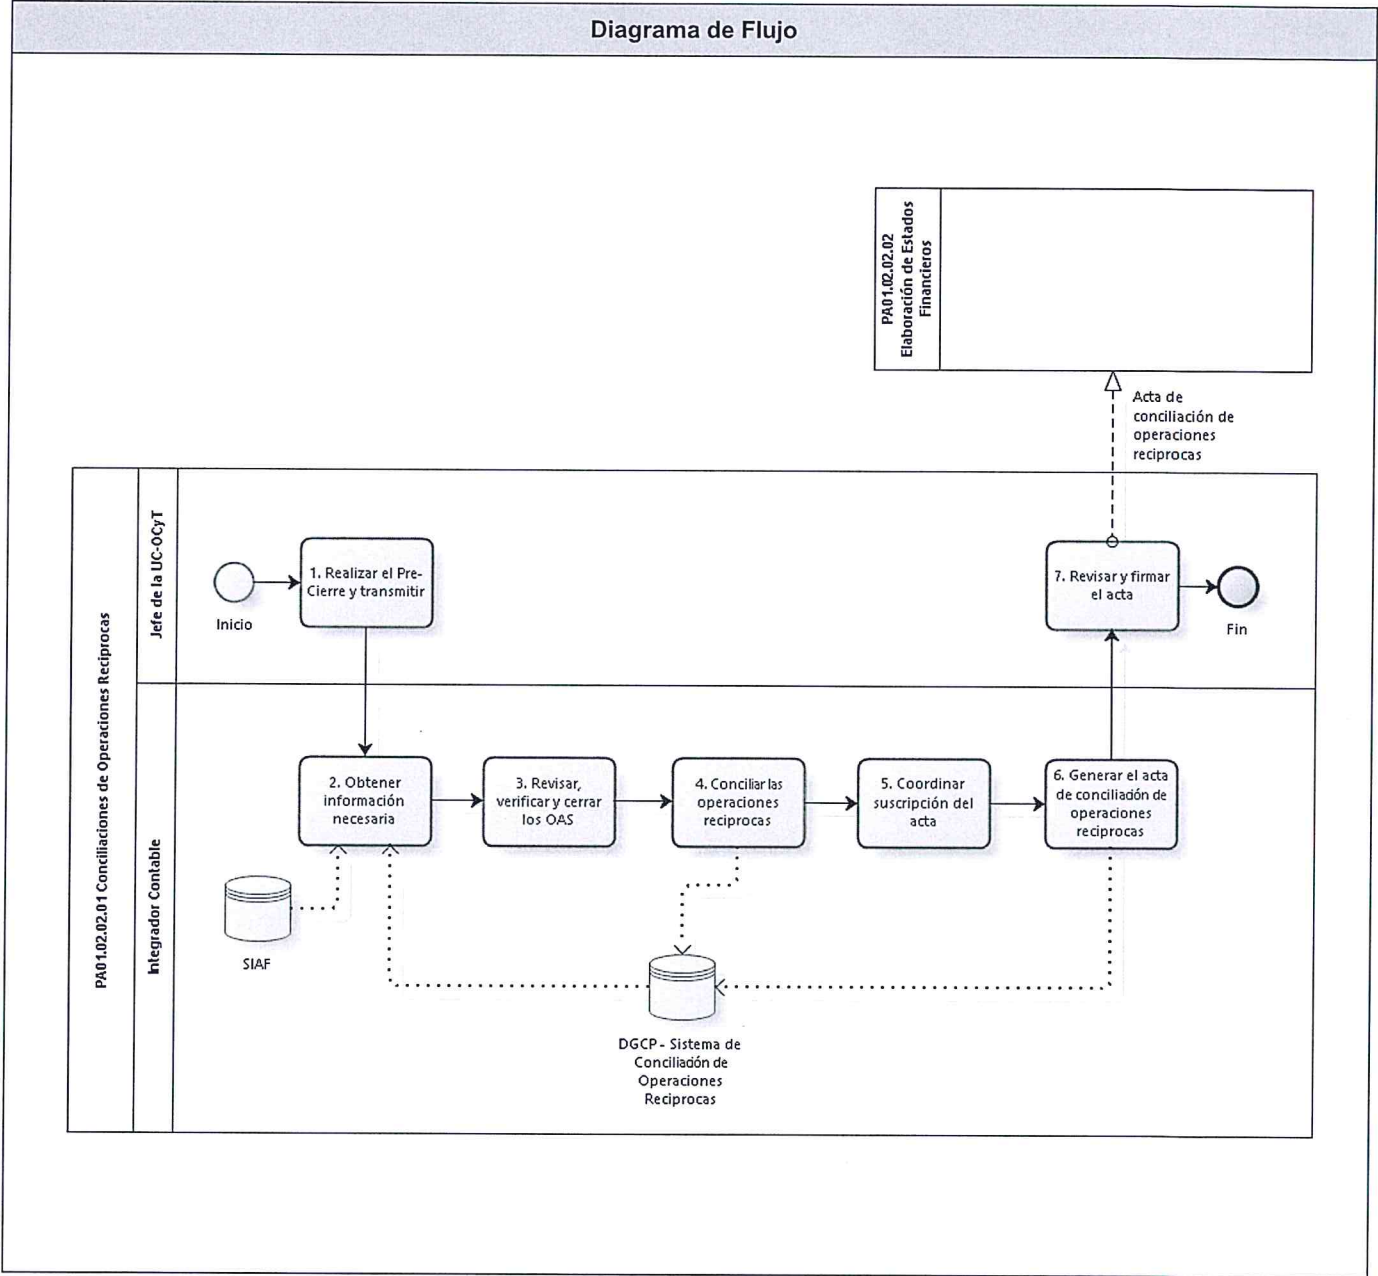 Diagrama de Flujo
PA01.02.02.02
Elaboración de Estados
Financieros
Acta de
conciliación de
operaciones
reciprocas
PA01.02.02.01 Conciliaciones de Operaciones Reciprocas
Jefe de la UC-OCyT
Inicio
1. Realizar el Pre-
Cierre y transmitir
7. Revisar y firmar
el acta
Fin
Integrador Contable
2. Obtener
información
necesaria
3. Revisar,
verificar y cerrar
los OAS
4. Conciliar las
operaciones
reciprocas
5. Coordinar
suscripción del
acta
6. Generar el acta
de conciliación de
operaciones
reciprocas
SIAF
DGCP - Sistema de
Conciliación de
Operaciones
Reciprocas